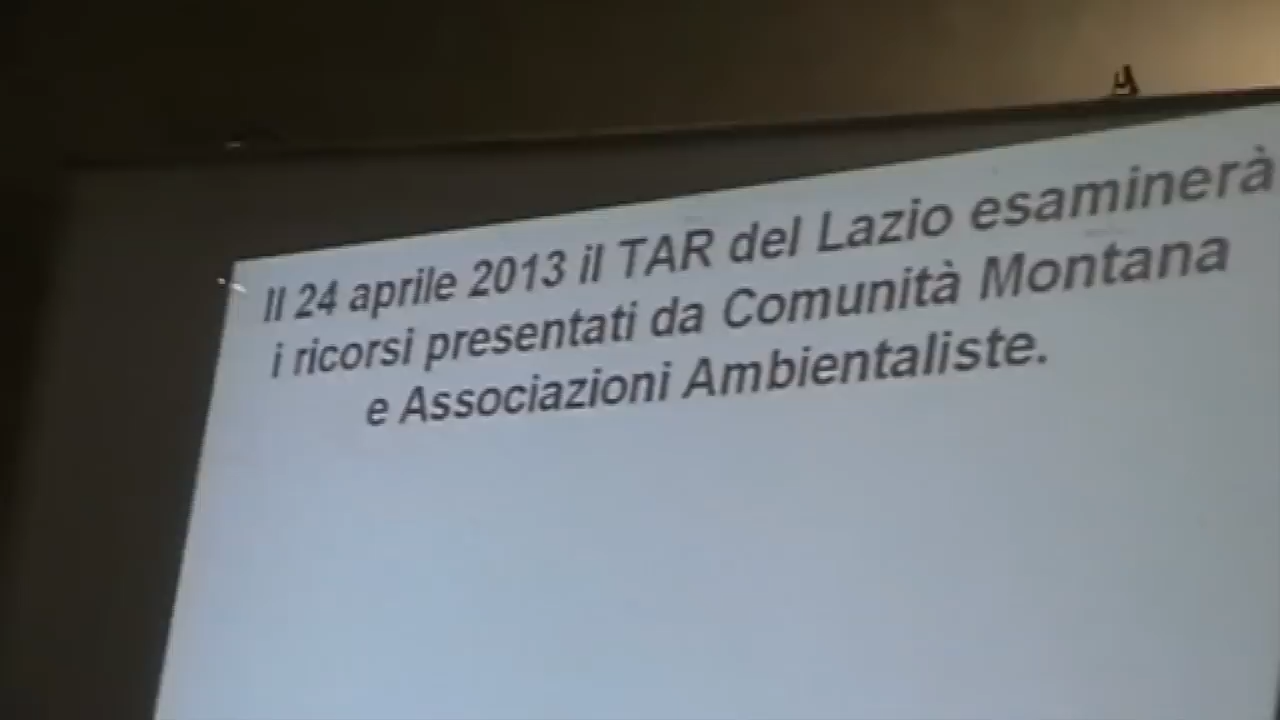 Il 24 aprile 2013 il TAR del Lazio esaminerà
i ricorsi presentati da Comunità Montana
e Associazioni Ambientaliste.